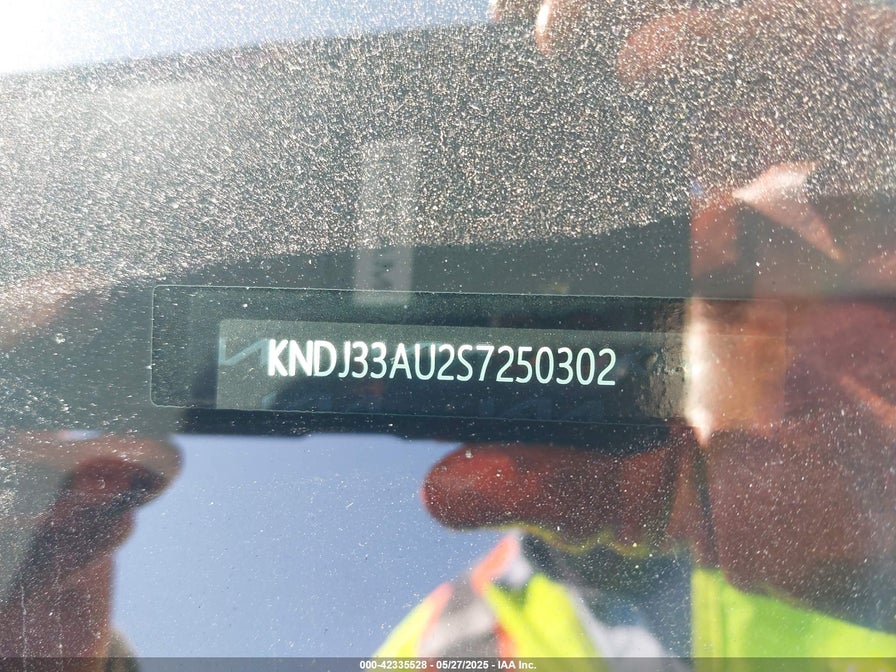 KNDJ33AU2S7250302
000-42335528 - 05/27/2025 - IAA Inc.